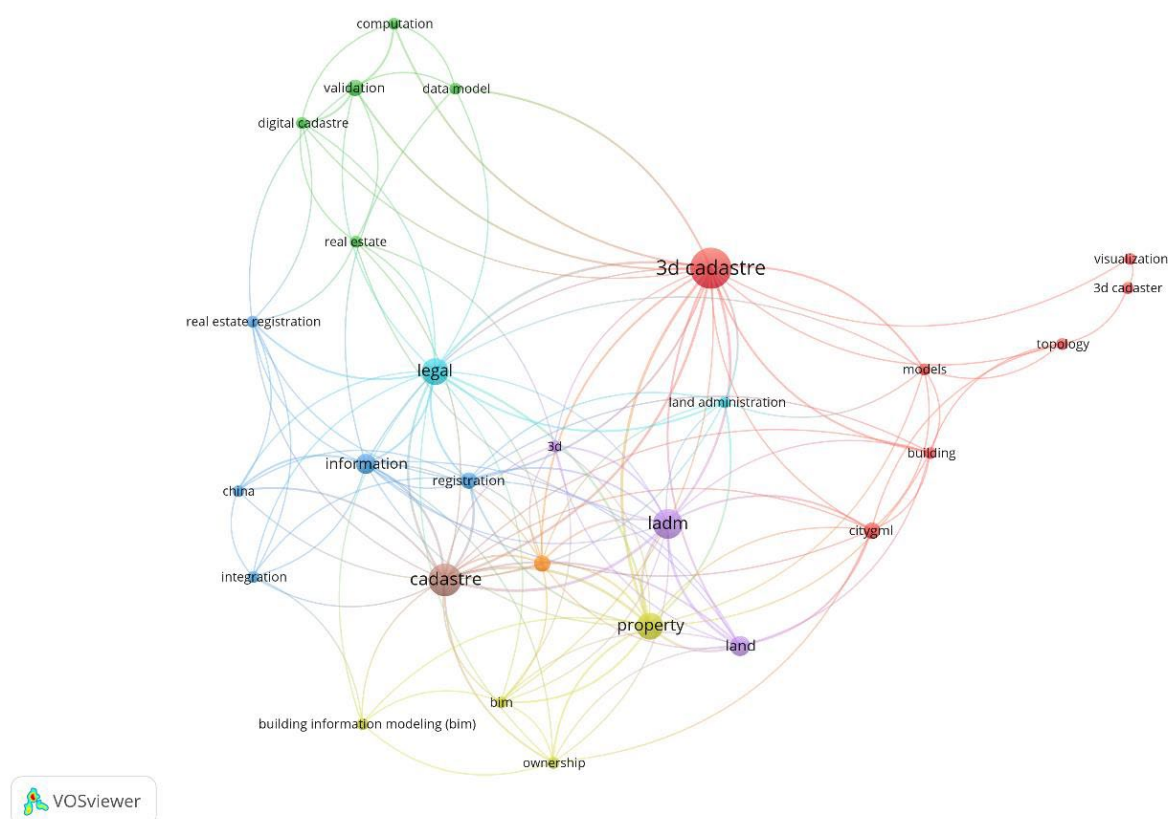 computation
validation
data model
digital cadastre
real estate
3d cadastre
visualization
3d cadaster
real estate registration
topology
legal
models
land administration
3d
building
information
registration
china
ladm
citygml
integration
cadastre
property
land
bim
building information modeling (bim)
ownership
VOSviewer